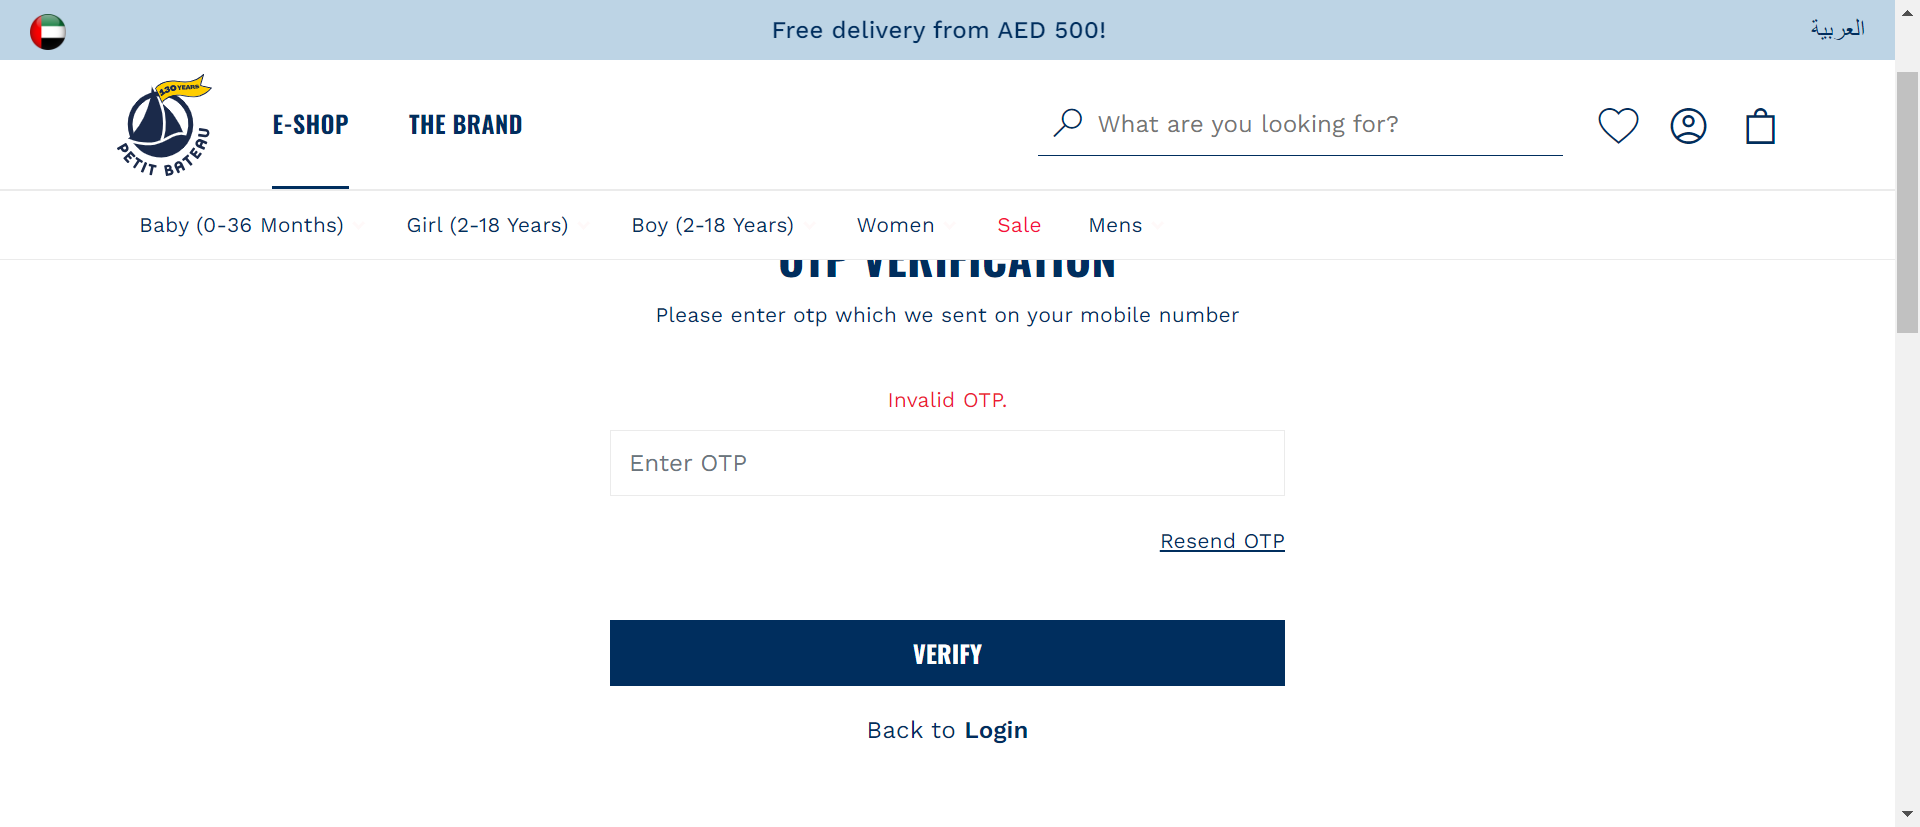 Free delivery from AED 500!
العربية
130 YEARS
PETIT BATEAU
E-SHOP
THE BRAND
What are you looking for?
Baby (0-36 Months)
Girl (2-18 Years)
Boy (2-18 Years)
Women
Sale
Mens
OTP VERIFICATION
Please enter otp which we sent on your mobile number
Invalid OTP.
Enter OTP
Resend OTP
VERIFY
Back to Login